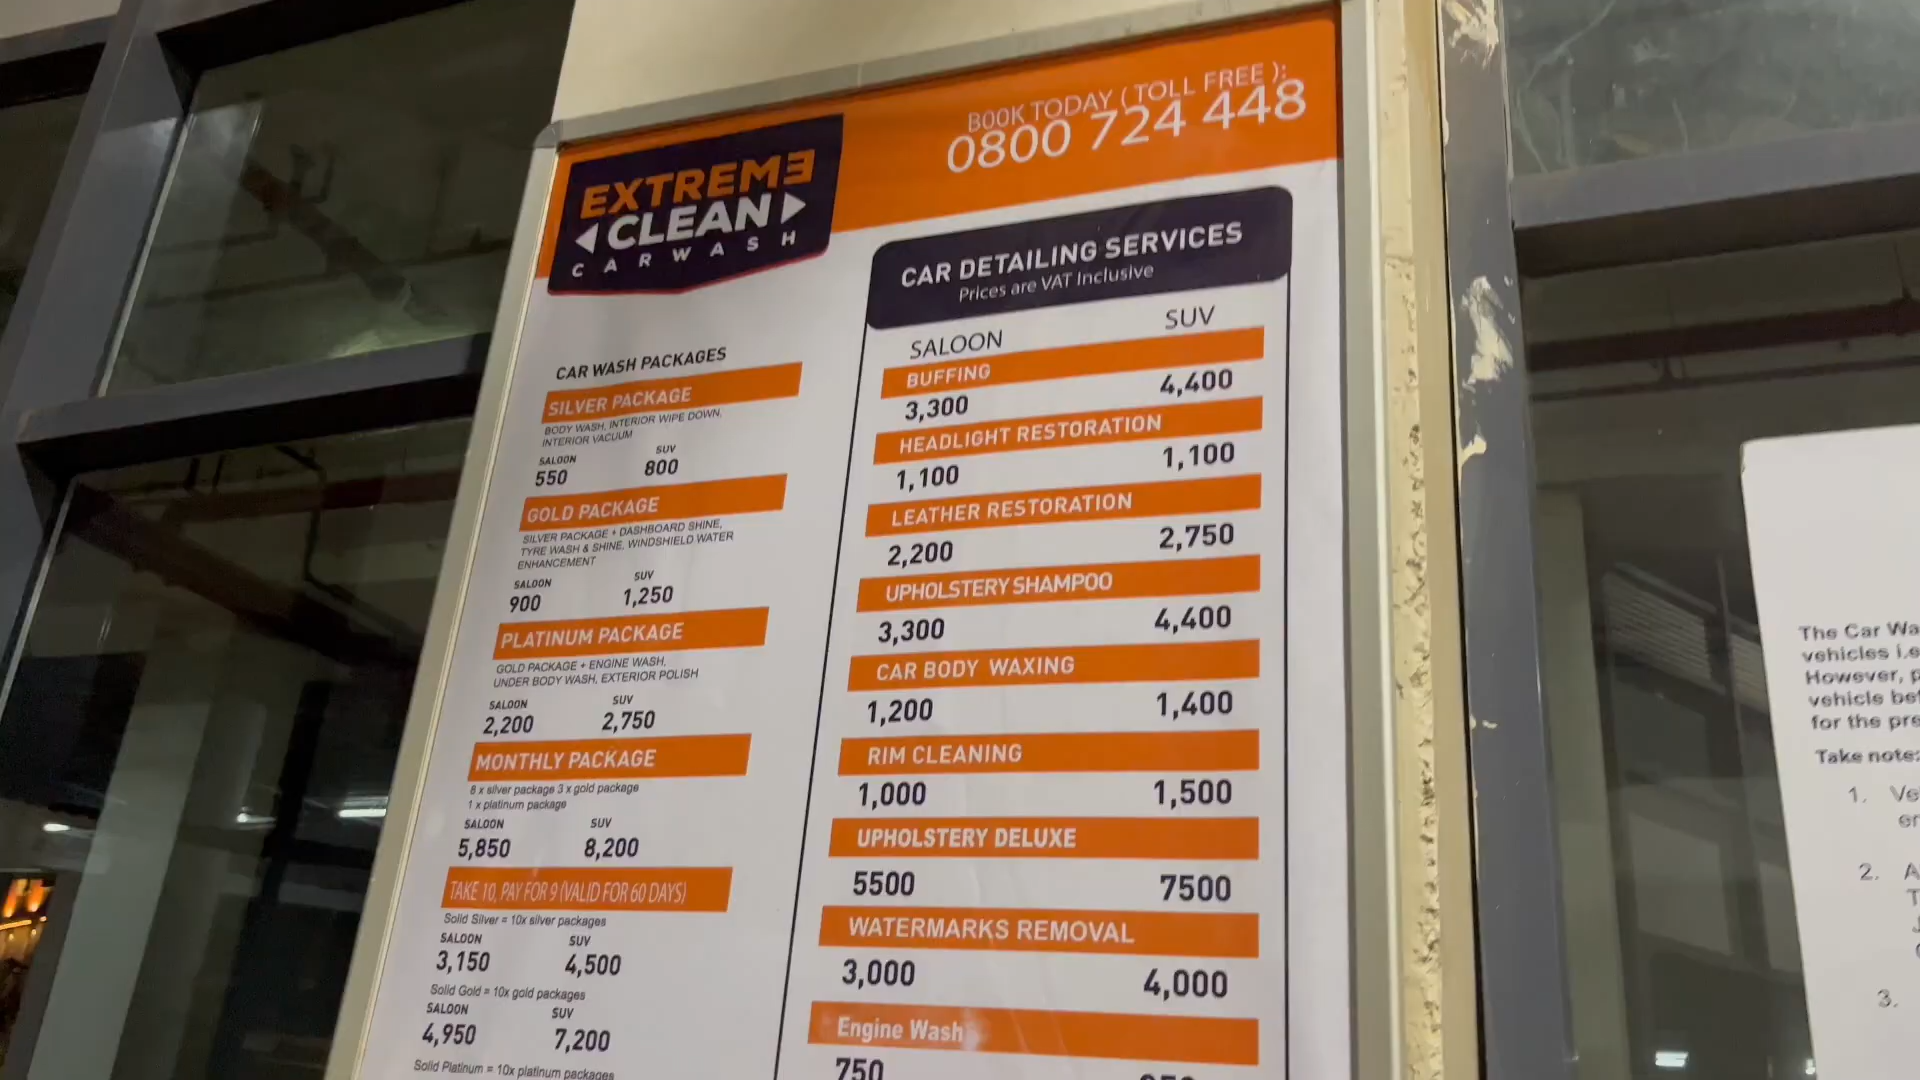 BOOK TODAY ( TOLL FREE ):
0800 724 448
EXTREME
CLEAN
CARWASH
CAR WASH PACKAGES
SILVER PACKAGE
BODY WASH, INTERIOR WIPE DOWN,
INTERIOR VACUUM
SALOON SUV
550 800
GOLD PACKAGE
SILVER PACKAGE + DASHBOARD SHINE,
TYRE WASH & SHINE, WINDSHIELD WATER
ENHANCEMENT
SALOON SUV
900 1,250
PLATINUM PACKAGE
GOLD PACKAGE + ENGINE WASH,
UNDER BODY WASH, EXTERIOR POLISH
SALOON SUV
2,200 2,750
MONTHLY PACKAGE
8 x silver package 3 x gold package
1 x platinum package
SALOON SUV
5,850 8,200
TAKE 10, PAY FOR 9 (VALID FOR 60 DAYS)
Solid Silver = 10x silver packages
SALOON SUV
3,150 4,500
Solid Gold = 10x gold packages
SALOON SUV
4,950 7,200
Solid Platinum = 10x platinum packages
CAR DETAILING SERVICES
Prices are VAT Inclusive
SALOON SUV
BUFFING
3,300 4,400
HEADLIGHT RESTORATION
1,100 1,100
LEATHER RESTORATION
2,200 2,750
UPHOLSTERY SHAMPOO
3,300 4,400
CAR BODY WAXING
1,200 1,400
RIM CLEANING
1,000 1,500
UPHOLSTERY DELUXE
5500 7500
WATERMARKS REMOVAL
3,000 4,000
Engine Wash
750
The Car Wa
vehicles i.e
However, p
vehicle bef
for the pre
Take note:
1. Ve
er
2. A
T
3.